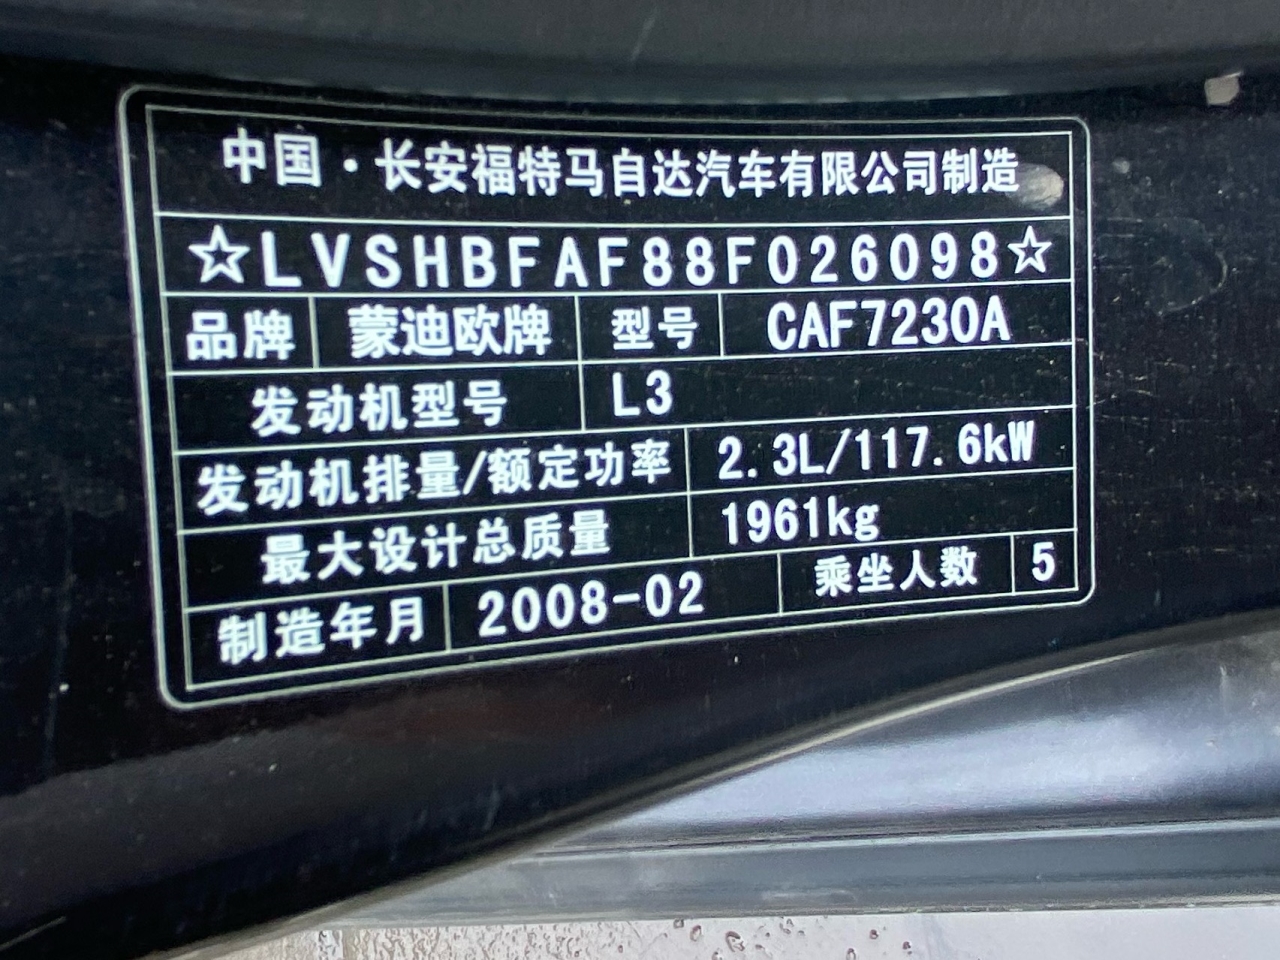 中国·长安福特马自达汽车有限公司制造
☆LVSHBFAF88F026098☆
品牌 蒙迪欧牌 型号 CAF7230A
发动机型号 L3
发动机排量/额定功率 2.3L/117.6kW
最大设计总质量 1961kg
制造年月 2008-02 乘坐人数 5